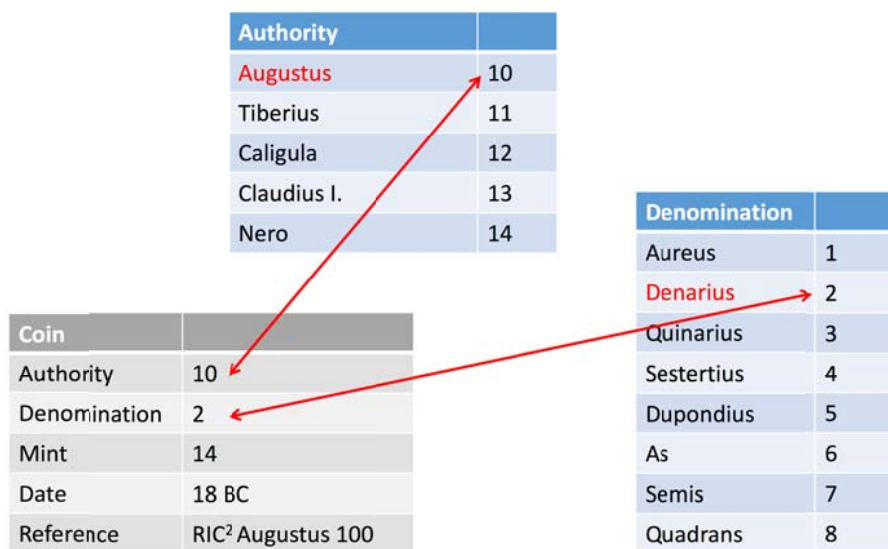 Authority
Augustus 10
Tiberius 11
Caligula 12
Claudius I. 13
Nero 14
Denomination
Aureus 1
Denarius 2
Quinarius 3
Sestertius 4
Dupondius 5
As 6
Semis 7
Quadrans 8
Coin
Authority 10
Denomination 2
Mint 14
Date 18 BC
Reference RIC² Augustus 100